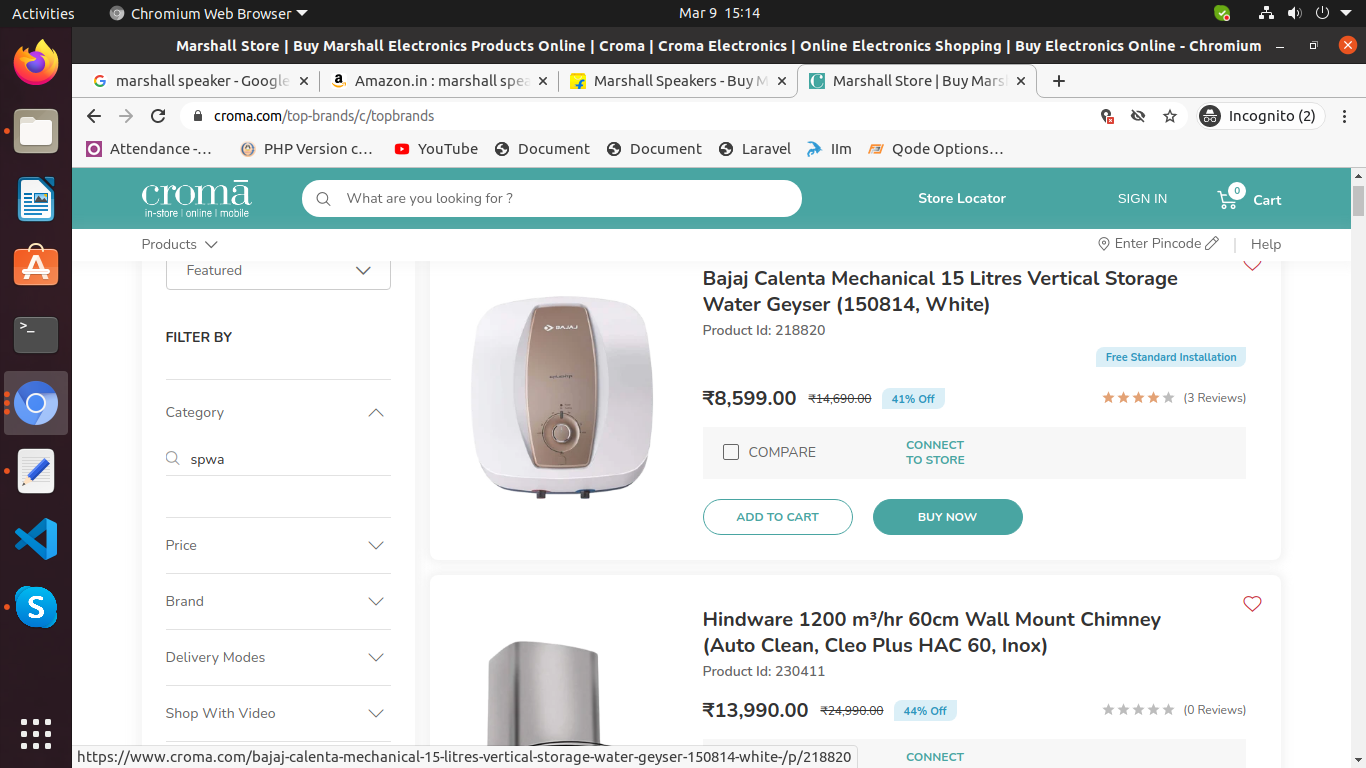 Activities
Chromium Web Browser
Mar 9 15:14
Marshall Store | Buy Marshall Electronics Products Online | Croma | Croma Electronics | Online Electronics Shopping | Buy Electronics Online - Chromium
marshall speaker - Google
Amazon.in : marshall spea
Marshall Speakers - Buy M
Marshall Store | Buy Mars
croma.com/top-brands/c/topbrands
Incognito (2)
Attendance -...
PHP Version c...
YouTube
Document
Document
Laravel
IIm
Qode Options...
cromā
in-store | online | mobile
What are you looking for ?
Store Locator
SIGN IN
0
Cart
Products
Enter Pincode
Help
Featured
FILTER BY
Category
spwa
Price
Brand
Delivery Modes
Shop With Video
BAJAJ
Bajaj Calenta Mechanical 15 Litres Vertical Storage
Water Geyser (150814, White)
Product Id: 218820
Free Standard Installation
₹8,599.00 ₹14,690.00 41% Off
(3 Reviews)
COMPARE
CONNECT
TO STORE
ADD TO CART
BUY NOW
Hindware 1200 m³/hr 60cm Wall Mount Chimney
(Auto Clean, Cleo Plus HAC 60, Inox)
Product Id: 230411
₹13,990.00 ₹24,990.00 44% Off
(0 Reviews)
CONNECT
https://www.croma.com/bajaj-calenta-mechanical-15-litres-vertical-storage-water-geyser-150814-white-/p/218820